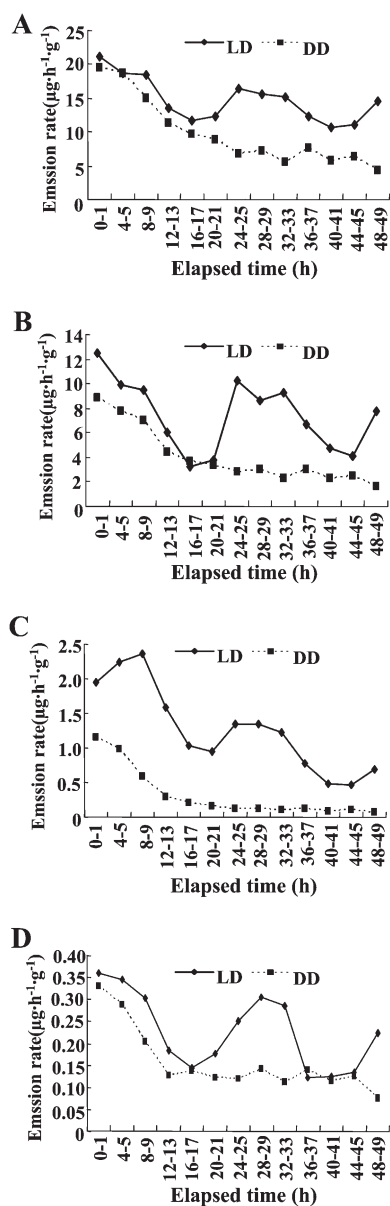 A
LD DD
Emssion rate(μg·h-1·g-1)
25
20
15
10
5
0
0-1 4-5 8-9 12-13 16-17 20-21 24-25 28-29 32-33 36-37 40-41 44-45 48-49
Elapsed time (h)
B
LD DD
Emssion rate(μg·h-1·g-1)
14
12
10
8
6
4
2
0
0-1 4-5 8-9 12-13 16-17 20-21 24-25 28-29 32-33 36-37 40-41 44-45 48-49
Elapsed time (h)
C
LD DD
Emssion rate(μg·h-1·g-1)
2.5
2.0
1.5
1.0
0.5
0
0-1 4-5 8-9 12-13 16-17 20-21 24-25 28-29 32-33 36-37 40-41 44-45 48-49
Elapsed time (h)
D
LD DD
Emssion rate(μg·h-1·g-1)
0.40
0.35
0.30
0.25
0.20
0.15
0.10
0.05
0
0-1 4-5 8-9 12-13 16-17 20-21 24-25 28-29 32-33 36-37 40-41 44-45 48-49
Elapsed time (h)